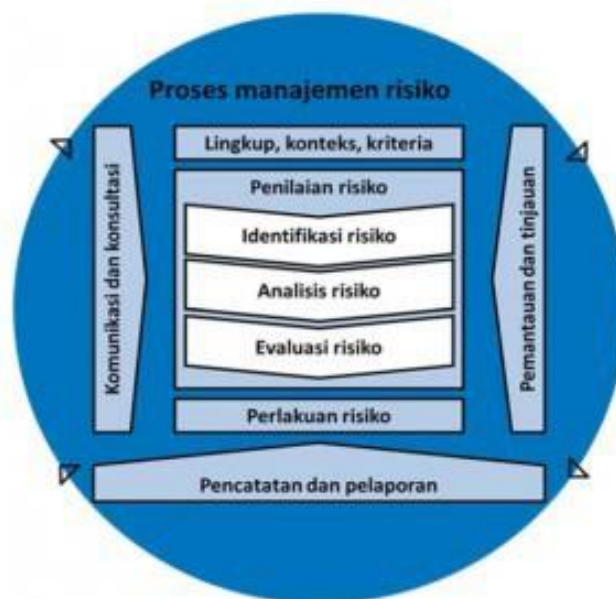 Proses manajemen risiko
Lingkup, konteks, kriteria
Komunikasi dan konsultasi
Penilaian risiko
Identifikasi risiko
Analisis risiko
Evaluasi risiko
Pemantauan dan tinjauan
Perlakuan risiko
Pencatatan dan pelaporan